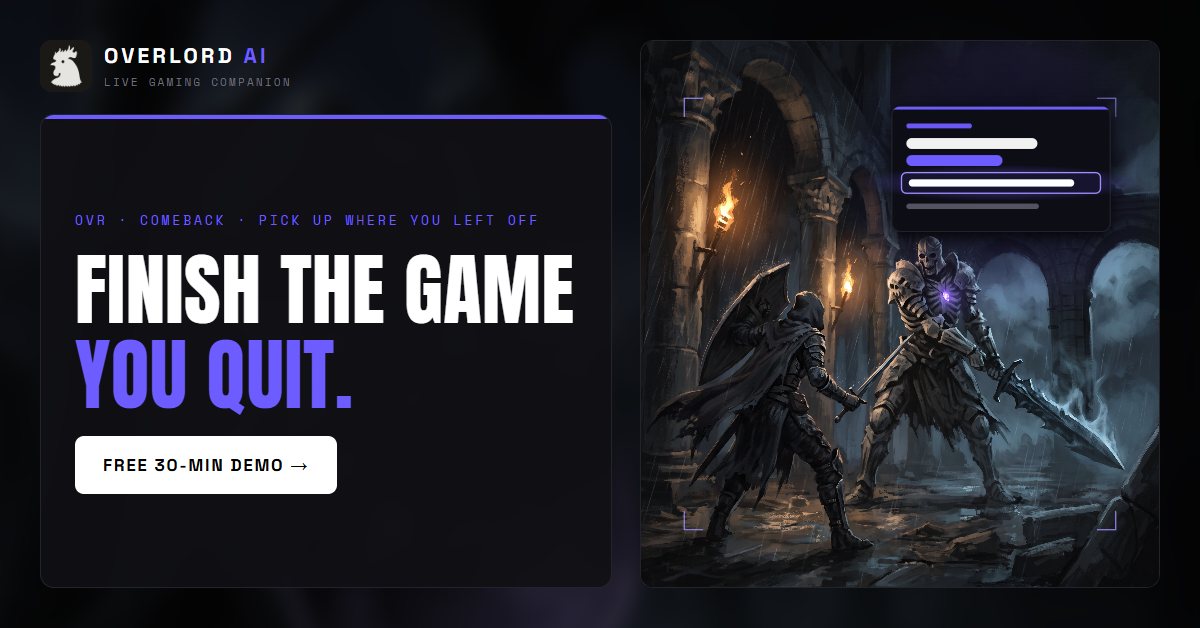 OVERLORD AI
LIVE GAMING COMPANION
OVR · COMEBACK · PICK UP WHERE YOU LEFT OFF
FINISH THE GAME
YOU QUIT.
FREE 30-MIN DEMO →